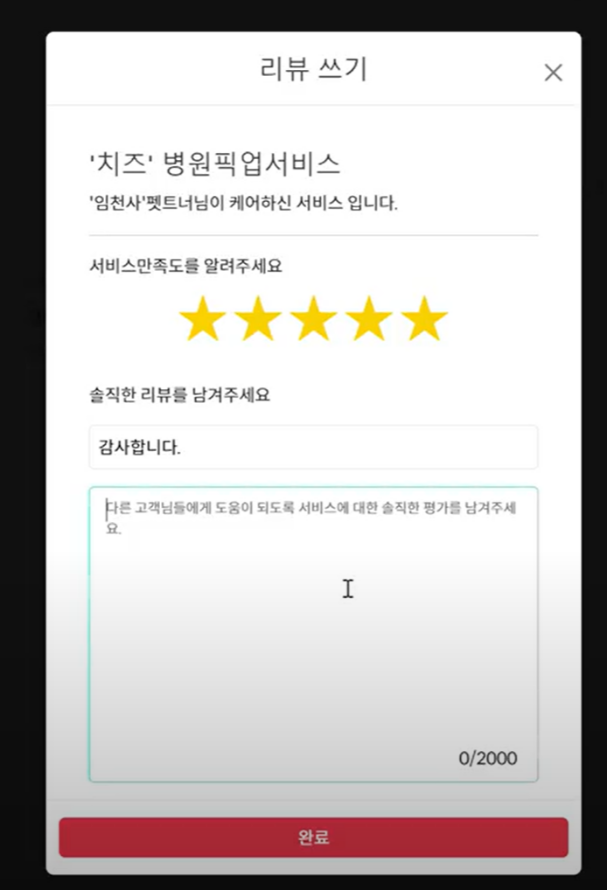 리뷰 쓰기
'치즈' 병원픽업서비스
'임천사'펫트너님이 케어하신 서비스 입니다.
서비스만족도를 알려주세요
솔직한 리뷰를 남겨주세요
감사합니다.
다른 고객님들에게 도움이 되도록 서비스에 대한 솔직한 평가를 남겨주세
요.
0/2000
완료